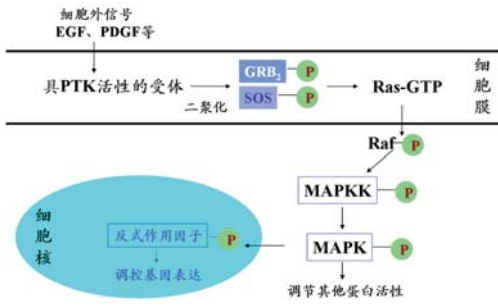 细胞外信号
EGF、PDGF等
具PTK活性的受体
二聚化
GRB₂
P
SOS
P
Ras-GTP
细胞膜
Raf
P
MAPKK
P
MAPK
P
调节其他蛋白活性
细胞核
反式作用因子
P
调控基因表达